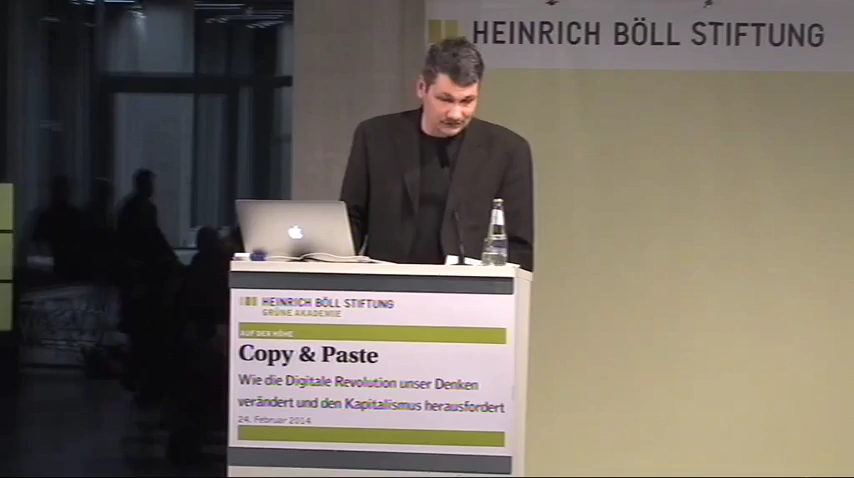 HEINRICH BÖLL STIFTUNG
HEINRICH BÖLL STIFTUNG
GRÜNE AKADEMIE
AUF DER HÖHE
Copy & Paste
Wie die Digitale Revolution unser Denken
verändert und den Kapitalismus herausfordert
24. Februar 2014